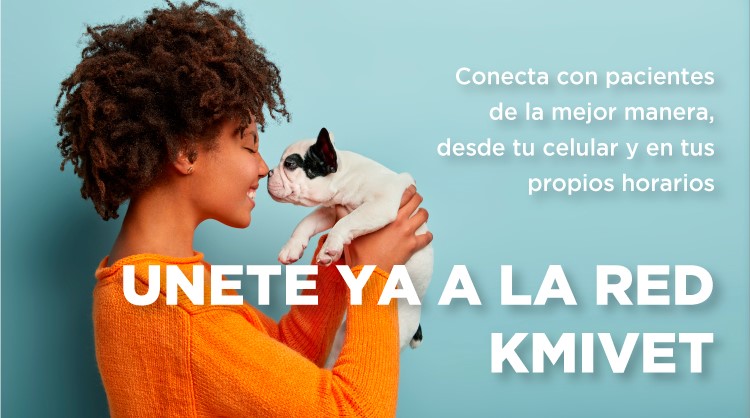 Conecta con pacientes
de la mejor manera,
desde tu celular y en tus
propios horarios
UNETE YA A LA RED
KMIVET